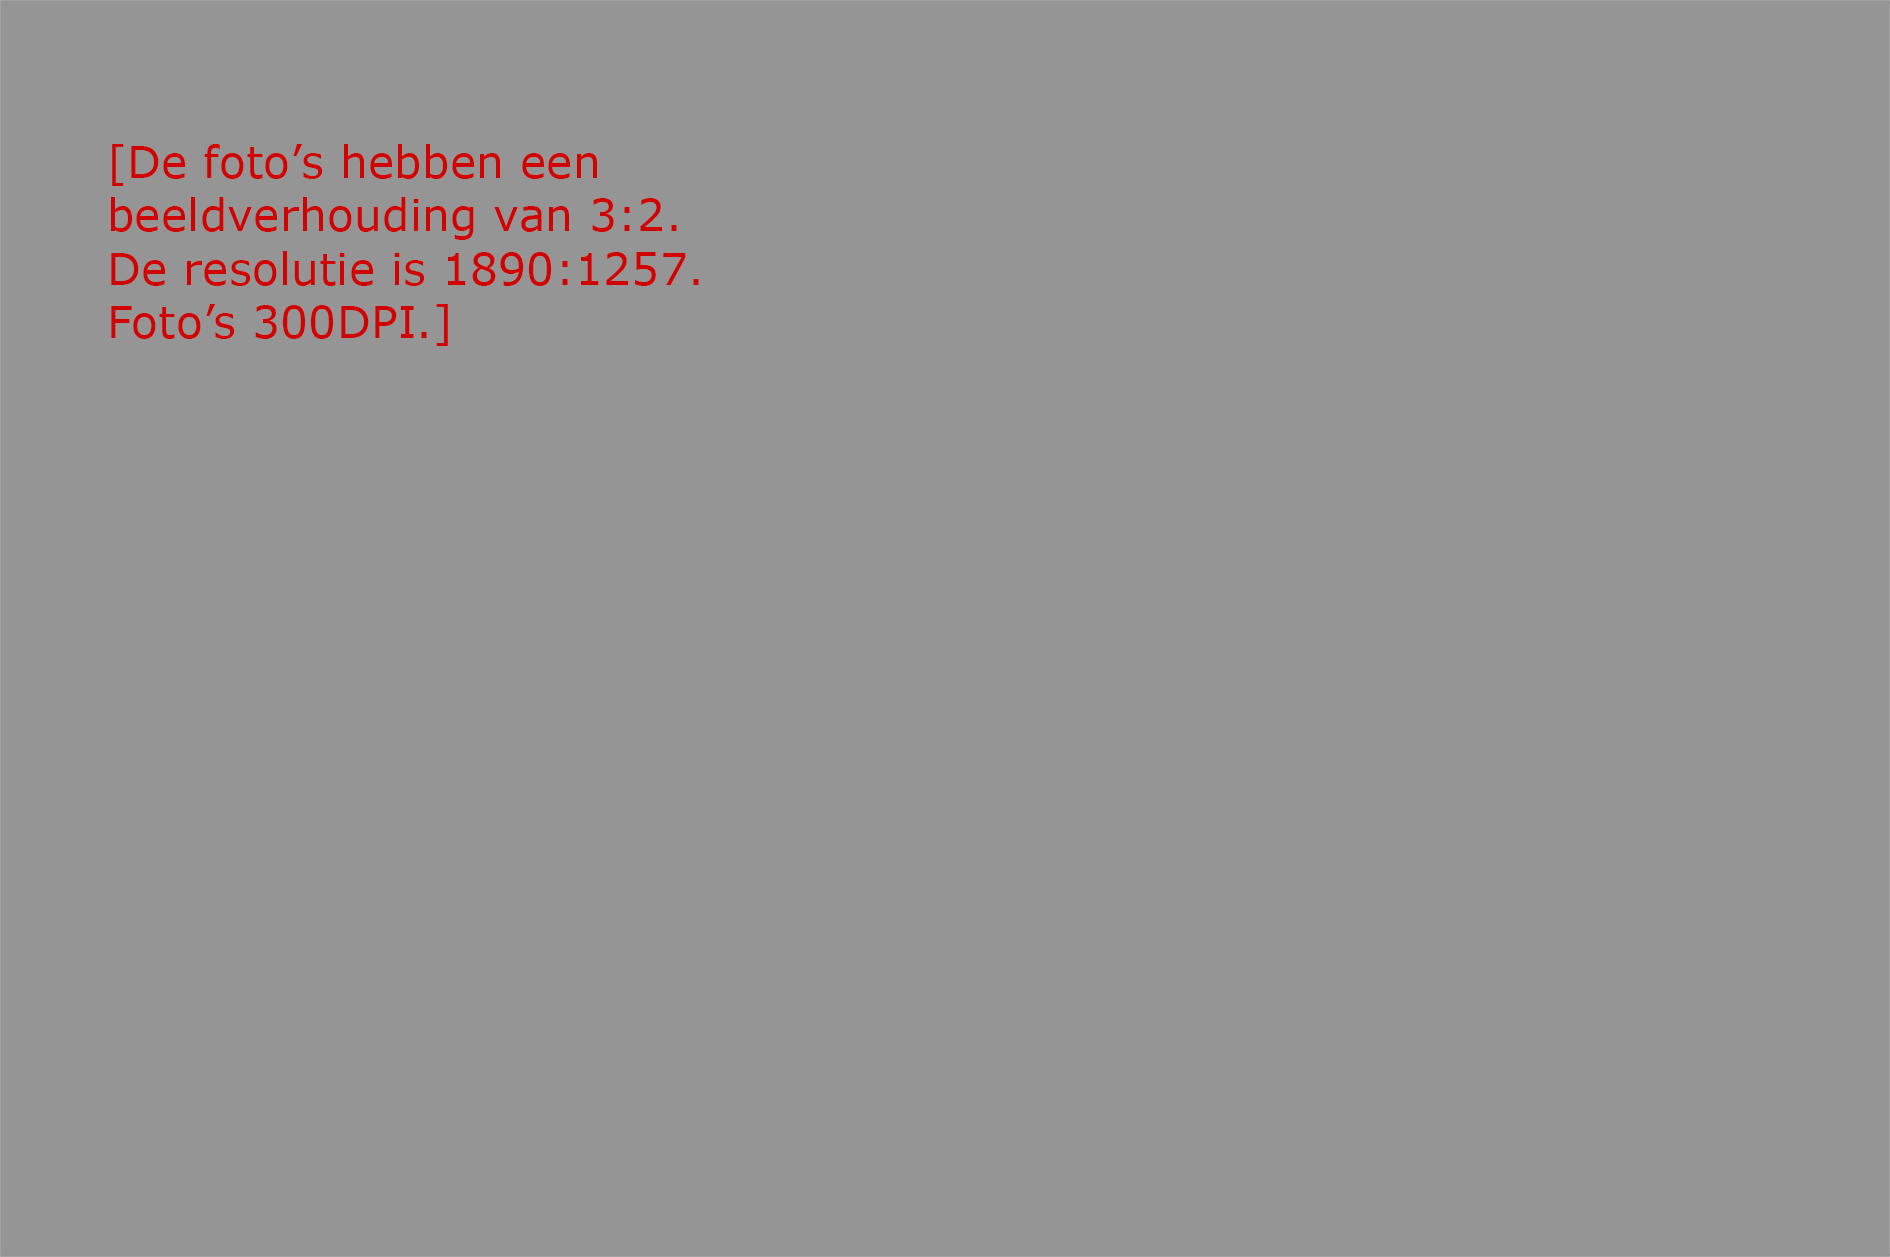 [De foto’s hebben een
beeldverhouding van 3:2.
De resolutie is 1890:1257.
Foto’s 300DPI.]